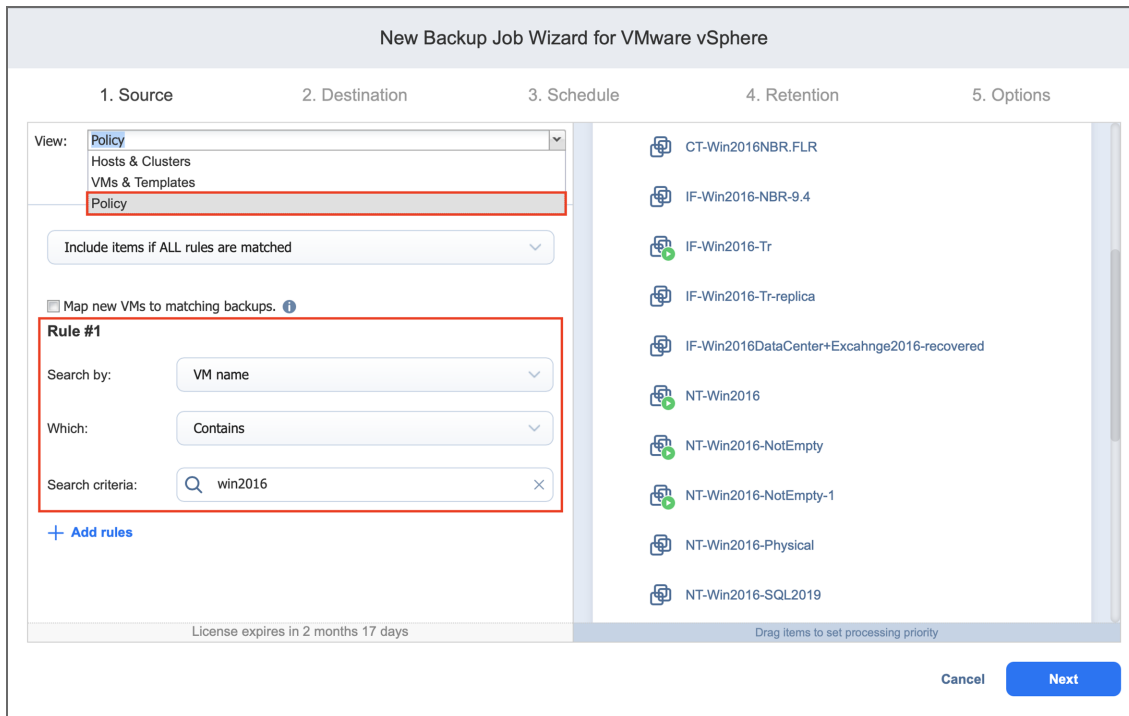 New Backup Job Wizard for VMware vSphere
1. Source
2. Destination
3. Schedule
4. Retention
5. Options
View:
Policy
Hosts & Clusters
VMs & Templates
Policy
Include items if ALL rules are matched
Map new VMs to matching backups.
Rule #1
Search by:
VM name
Which:
Contains
Search criteria:
win2016
Add rules
License expires in 2 months 17 days
CT-Win2016NBR.FLR
IF-Win2016-NBR-9.4
IF-Win2016-Tr
IF-Win2016-Tr-replica
IF-Win2016DataCenter+Excahnge2016-recovered
NT-Win2016
NT-Win2016-NotEmpty
NT-Win2016-NotEmpty-1
NT-Win2016-Physical
NT-Win2016-SQL2019
Drag items to set processing priority
Cancel
Next